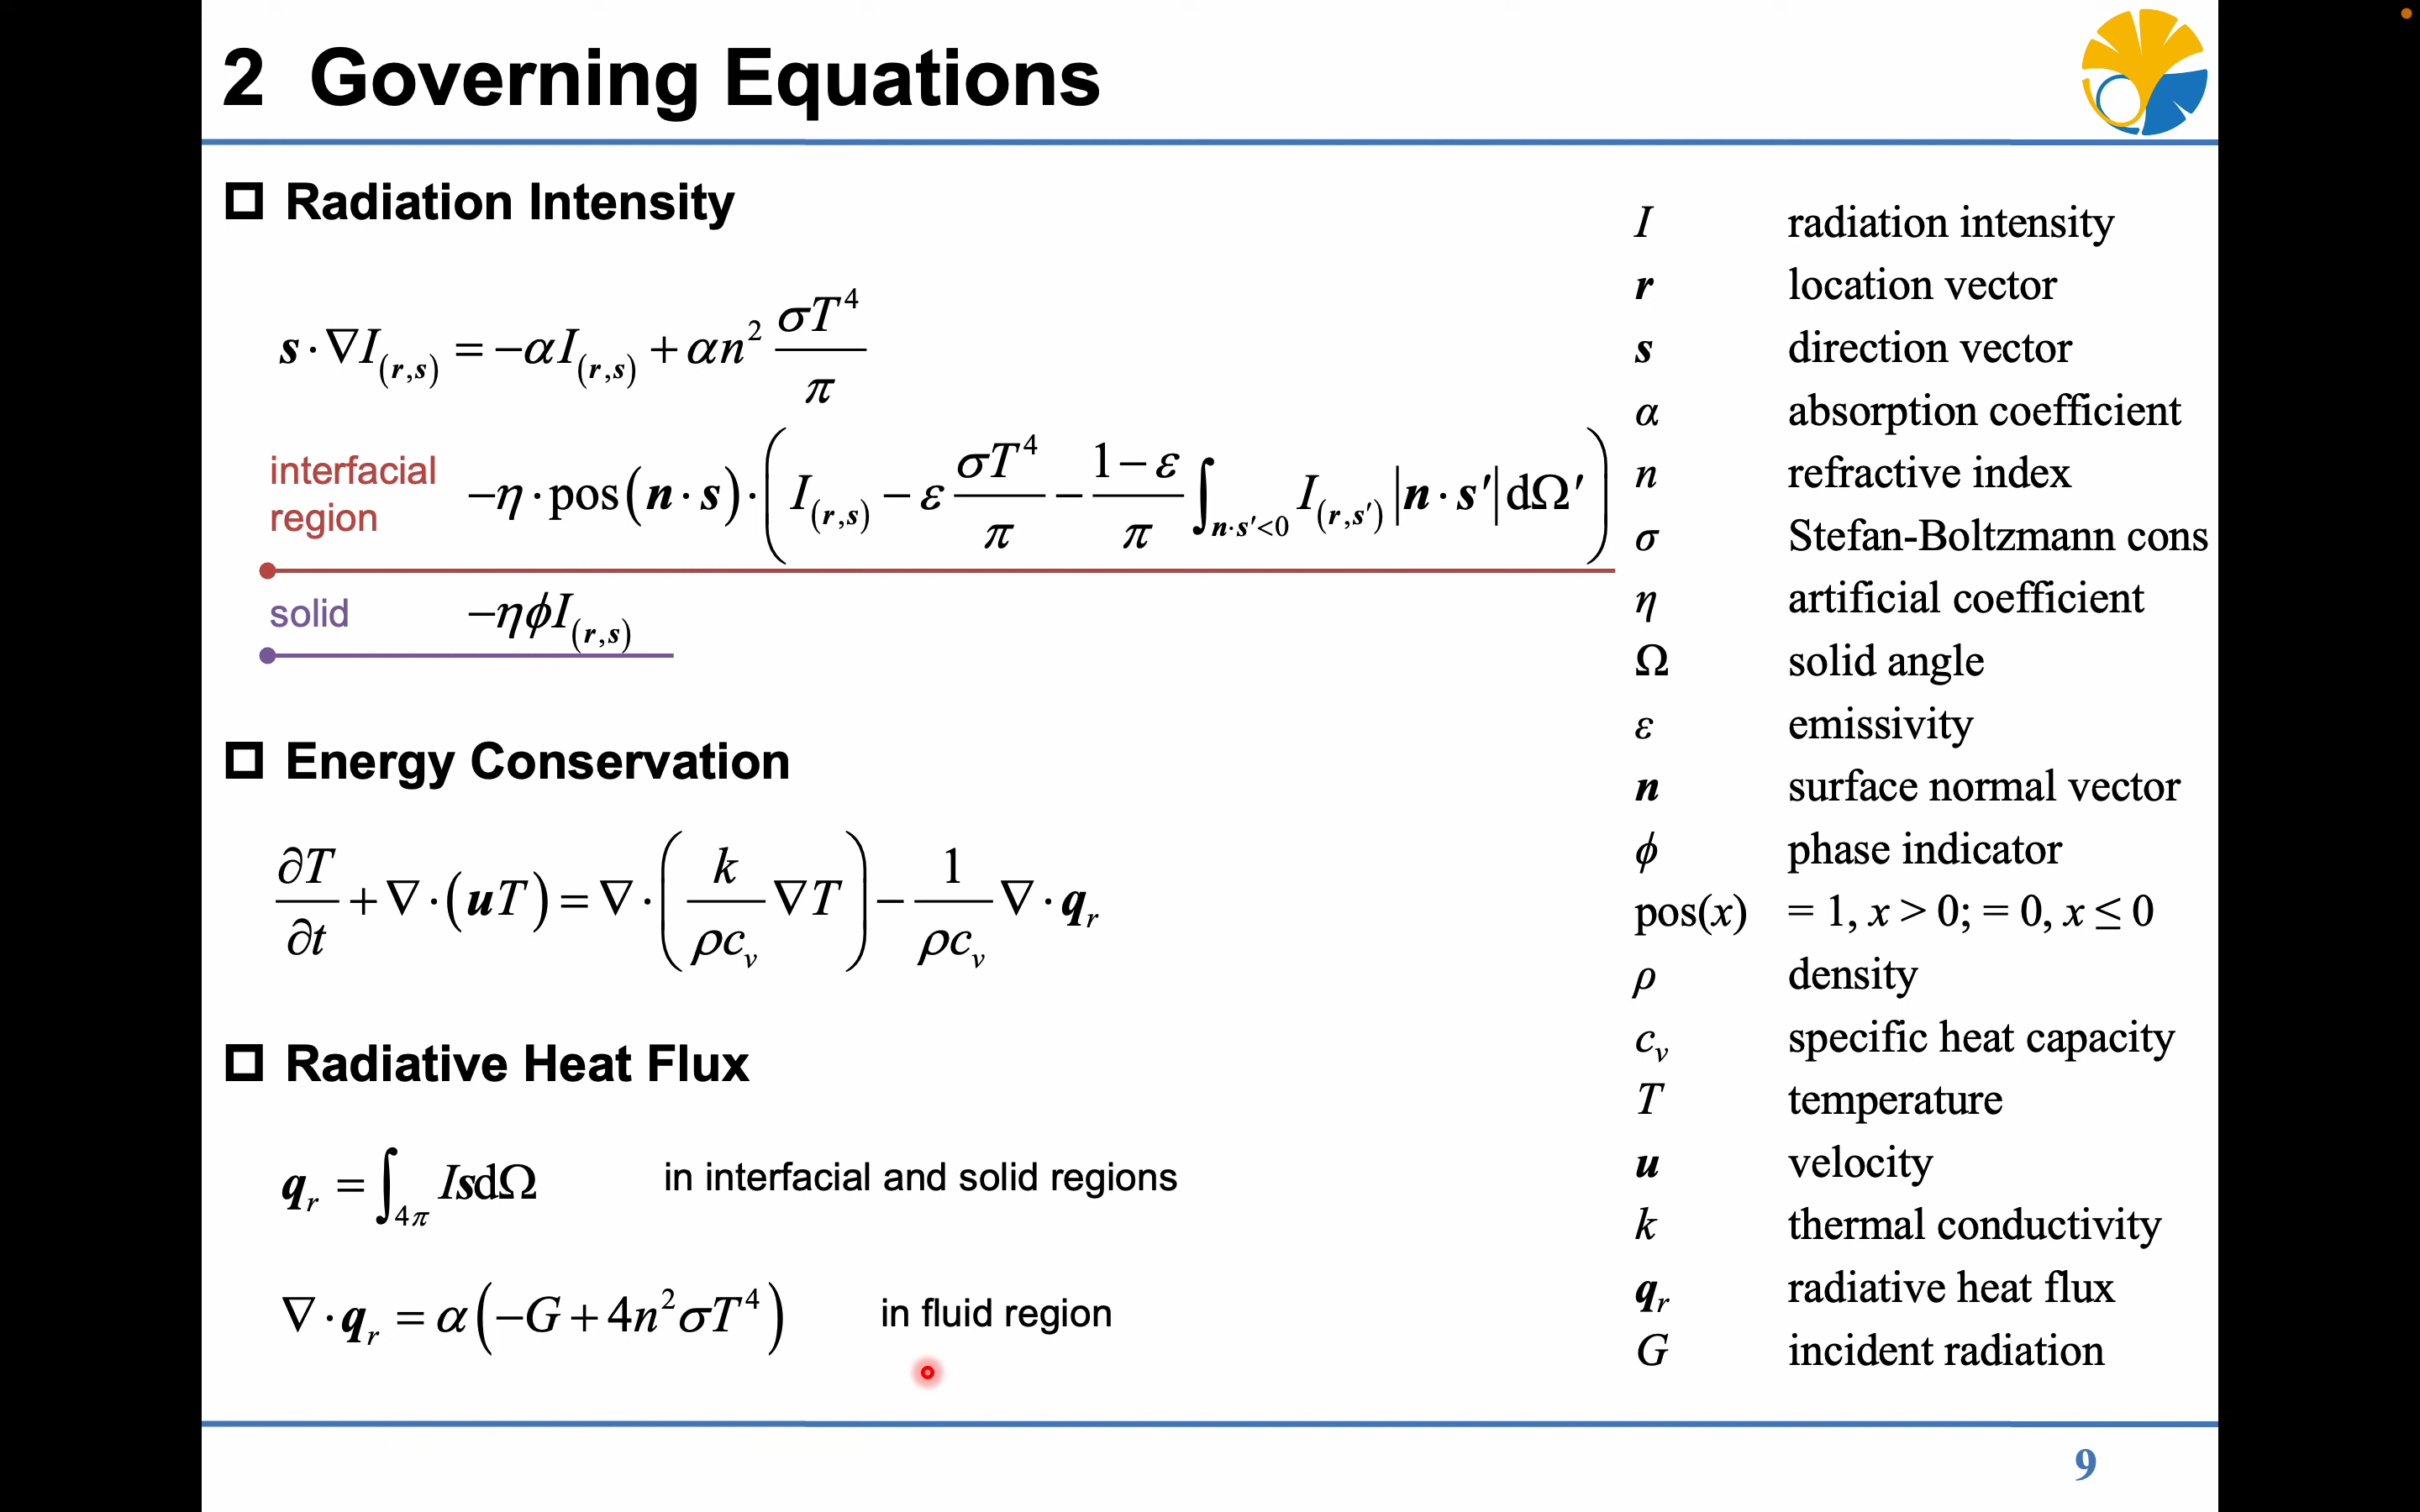 2 Governing Equations
Radiation Intensity
s · ∇I(r,s) = −αI(r,s) + αn² σT⁴/π
interfacial region −η · pos(n · s) · ( I(r,s) − ε σT⁴/π − (1−ε)/π ∫n·s′<0 I(r,s′) |n · s′| dΩ′ )
solid −ηϕI(r,s)
Energy Conservation
∂T/∂t + ∇ · (uT) = ∇ · ( k/ρcv ∇T ) − 1/ρcv ∇ · qr
Radiative Heat Flux
qr = ∫4π IsdΩ in interfacial and solid regions
∇ · qr = α(−G + 4n²σT⁴) in fluid region
I radiation intensity
r location vector
s direction vector
α absorption coefficient
n refractive index
σ Stefan-Boltzmann cons
η artificial coefficient
Ω solid angle
ε emissivity
n surface normal vector
ϕ phase indicator
pos(x) = 1, x > 0; = 0, x ≤ 0
ρ density
cv specific heat capacity
T temperature
u velocity
k thermal conductivity
qr radiative heat flux
G incident radiation
9